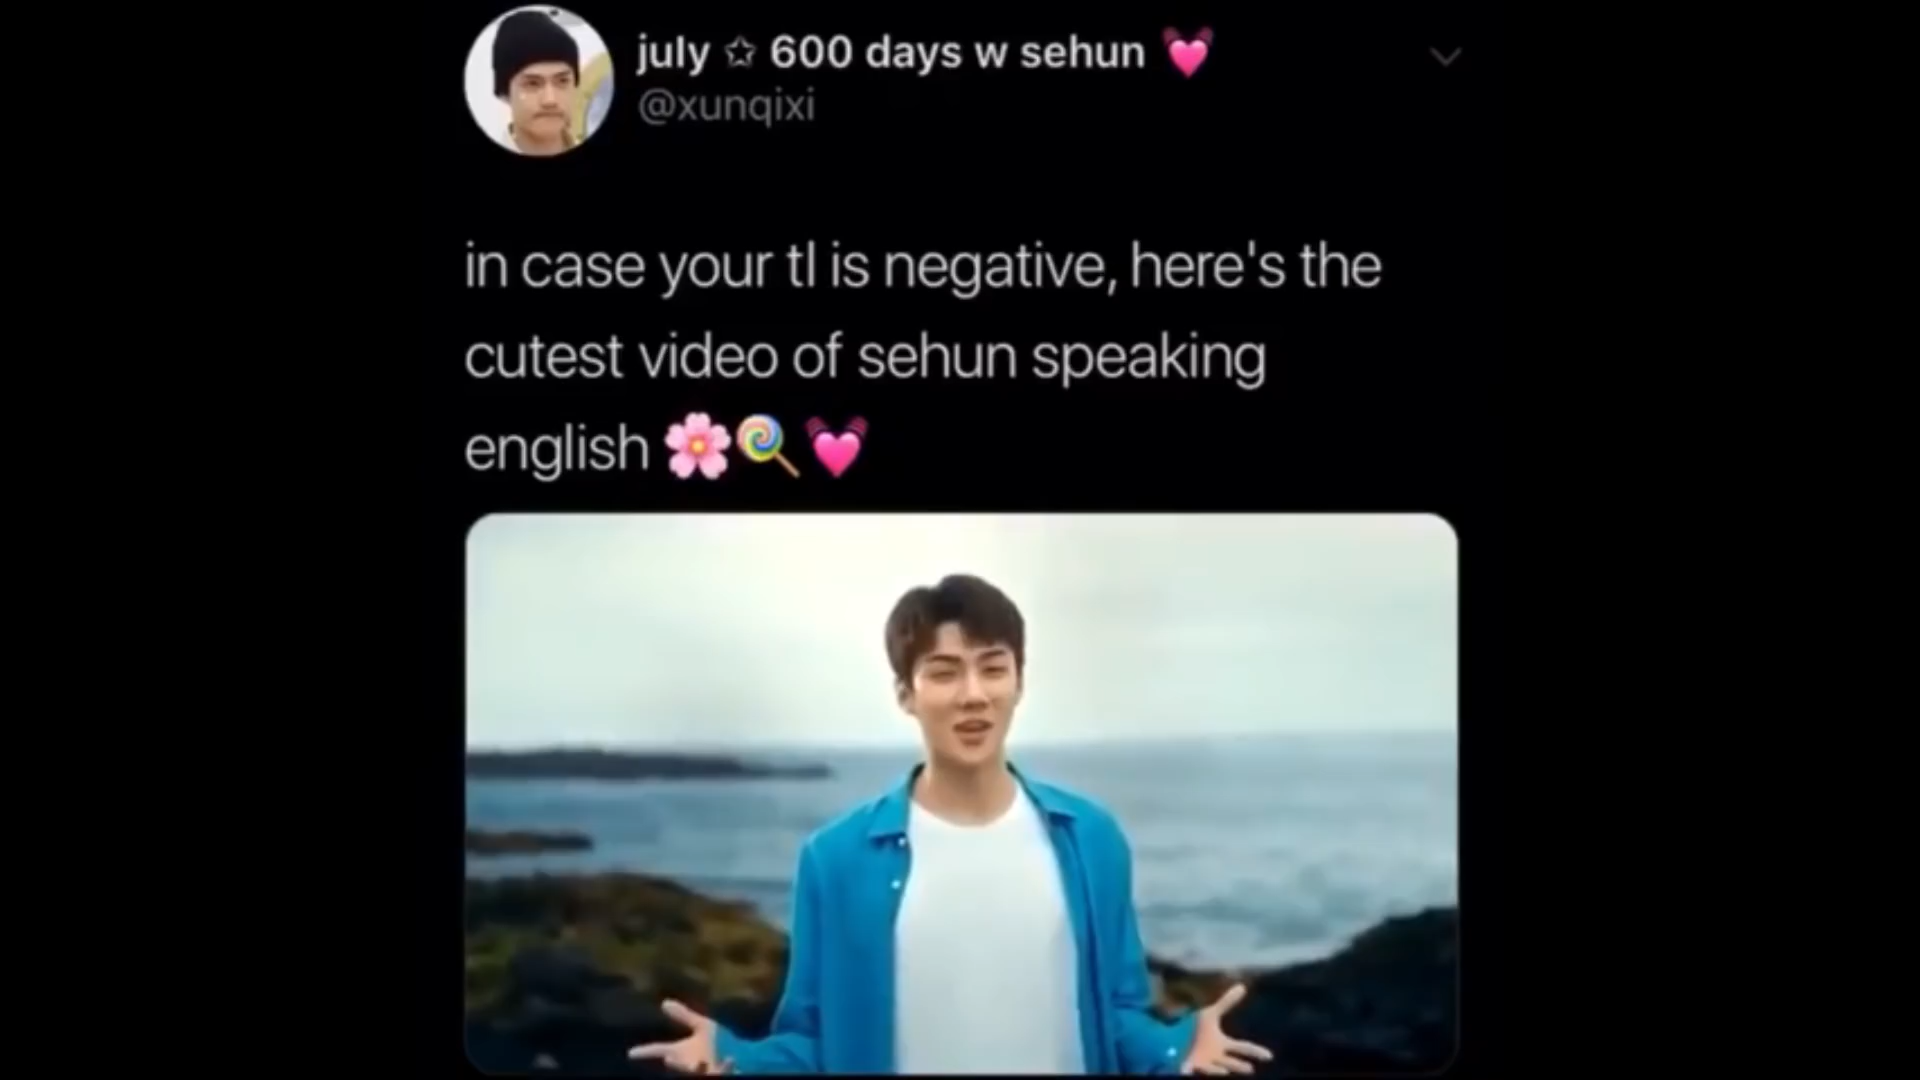 july ☆ 600 days w sehun 💓
@xunqixi
in case your tl is negative, here's the
cutest video of sehun speaking
english 🌸🍭💓